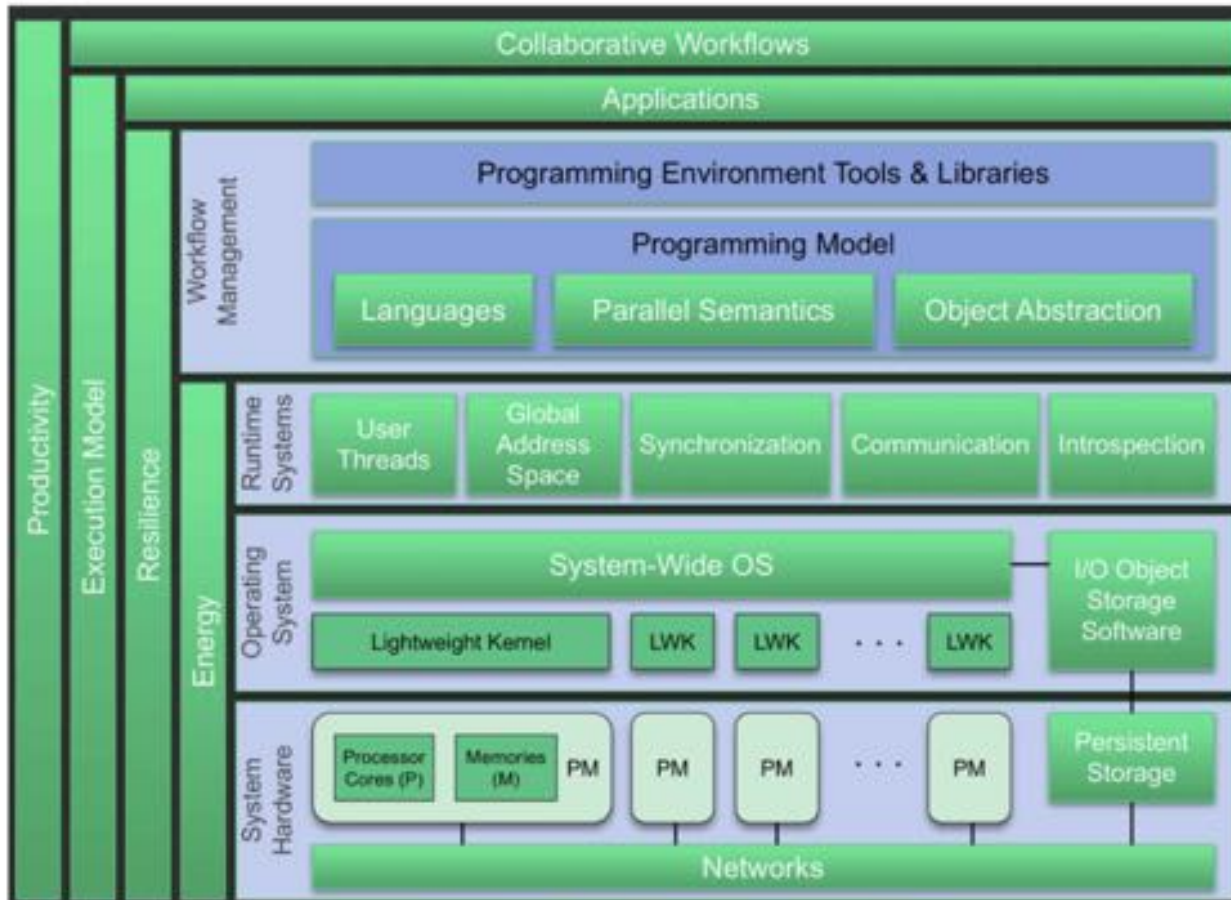 Collaborative Workflows
Applications
Productivity
Execution Model
Resilience
Workflow
Management
Programming Environment Tools & Libraries
Programming Model
Languages
Parallel Semantics
Object Abstraction
Energy
Runtime
Systems
User
Threads
Global
Address
Space
Synchronization
Communication
Introspection
Operating
System
System-Wide OS
I/O Object
Storage
Software
Lightweight Kernel
LWK
LWK
. . .
LWK
System
Hardware
Processor
Cores (P)
Memories
(M)
PM
PM
PM
. . .
PM
Persistent
Storage
Networks